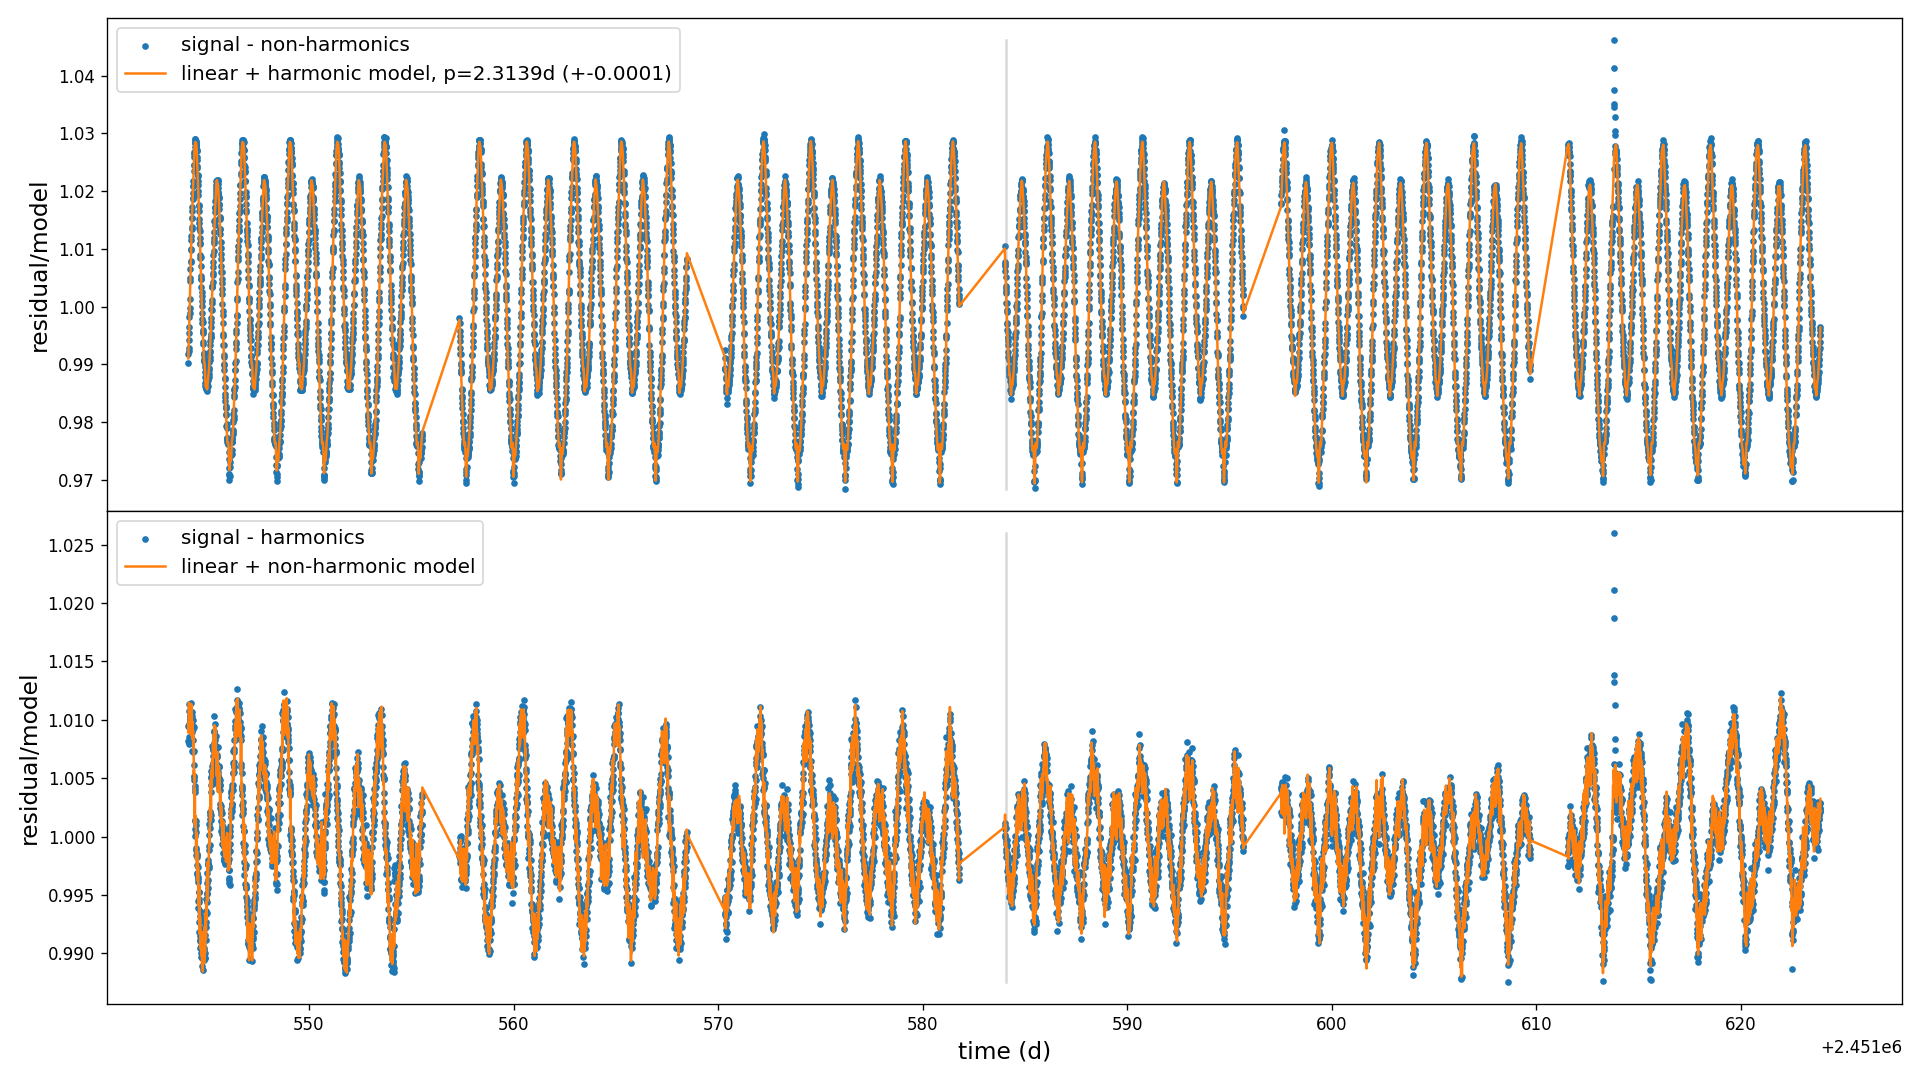 signal - non-harmonics
linear + harmonic model, p=2.3139d (+-0.0001)
residual/model
1.04
1.03
1.02
1.01
1.00
0.99
0.98
0.97
signal - harmonics
linear + non-harmonic model
residual/model
1.025
1.020
1.015
1.010
1.005
1.000
0.995
0.990
550 560 570 580 590 600 610 620
time (d)
+2.451e6